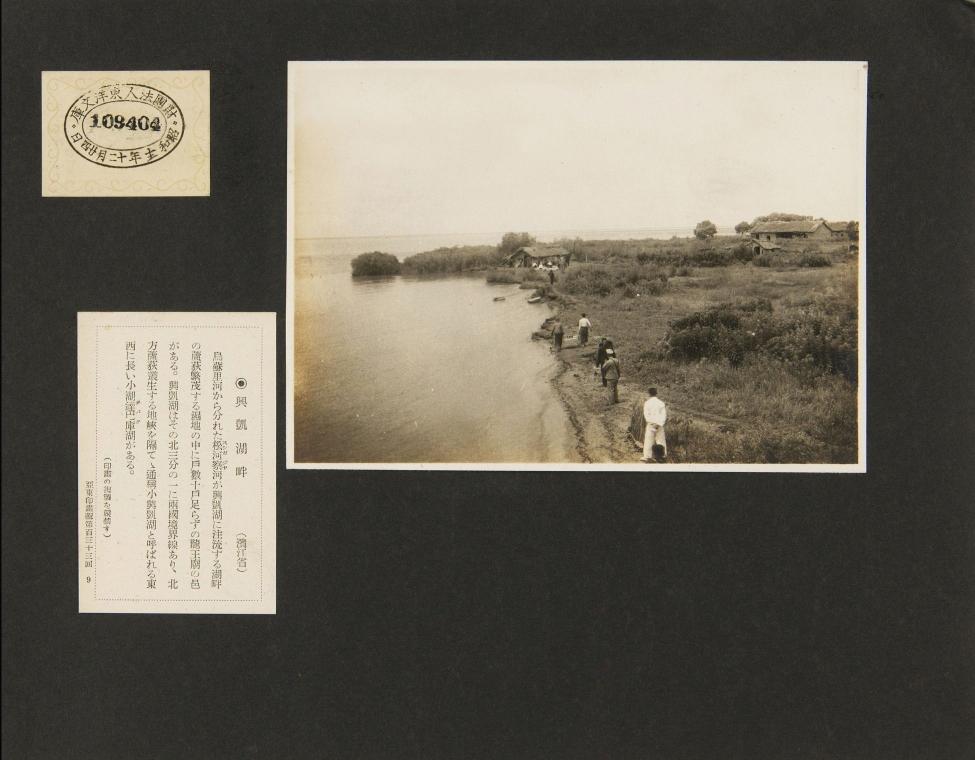 財團法人東洋文庫
109404
昭和十一年十二月廿四日
◉興凱湖畔　（濱江省）
烏蘇里河から分れた松阿察河が興凱湖に注流する湖畔
の蘆荻繁茂する濕地の中に戸數十戸足らずの龍王廟の邑
がある。興凱湖はその北三分の一に兩國境界線あり、北
方蘆荻叢生する地峽を隔てゝ通稱小興凱湖と呼ばれる東
西に長い小湖達巴庫湖がある。
（印畫の複製を嚴禁す）
亞東印畫輯第百三十三回　9